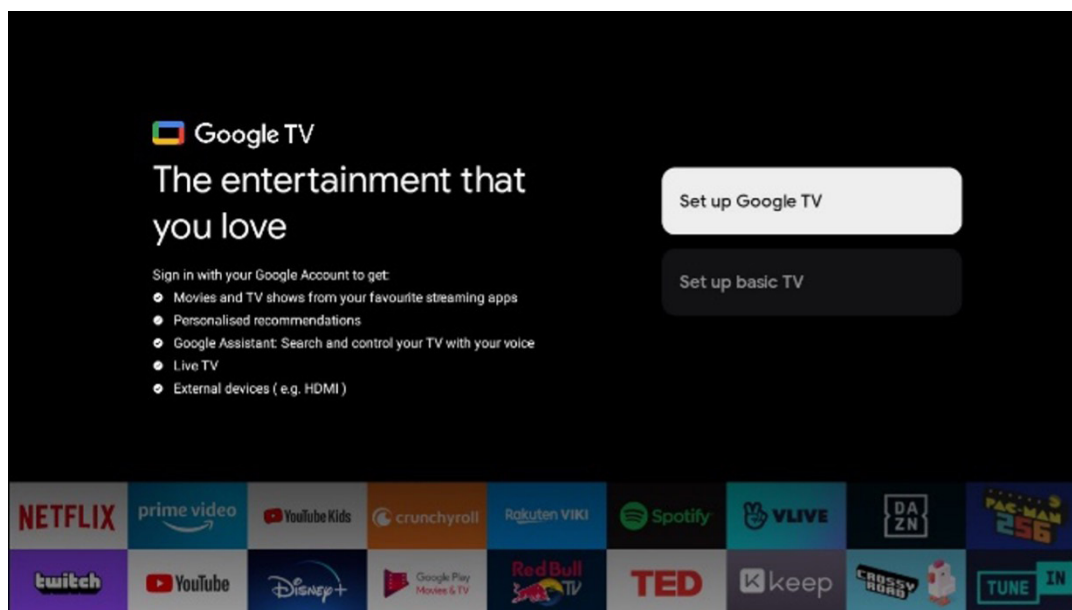 Google TV
The entertainment that
you love
Sign in with your Google Account to get:
Movies and TV shows from your favourite streaming apps
Personalised recommendations
Google Assistant: Search and control your TV with your voice
Live TV
External devices ( e.g. HDMI )
Set up Google TV
Set up basic TV
NETFLIX
prime video
YouTube Kids
crunchyroll
Rakuten VIKI
Spotify
VLIVE
DA
ZN
PAC-MAN
256
twitch
YouTube
Disney+
Google Play
Movies & TV
Red Bull
TV
TED
keep
CROSSY
ROAD
TUNE IN